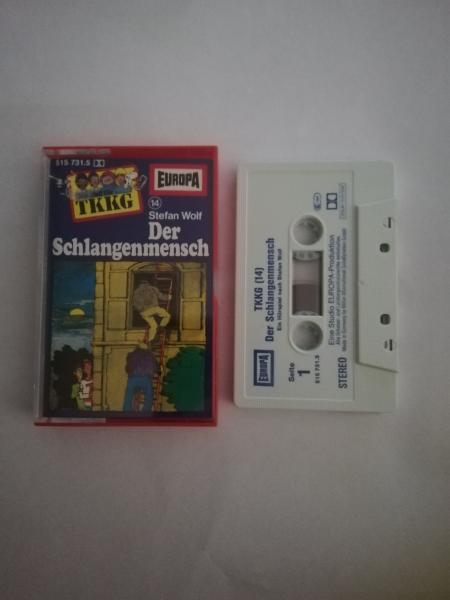 515 731.5
TKKG
EUROPA
14
Stefan Wolf
Der
Schlangenmensch
TKKG (14)
Der Schlangenmensch
Ein Hörspiel nach Stefan Wolf
EUROPA
Seite
1
515 731.5
STEREO
Eine Studio EUROPA-Produktion